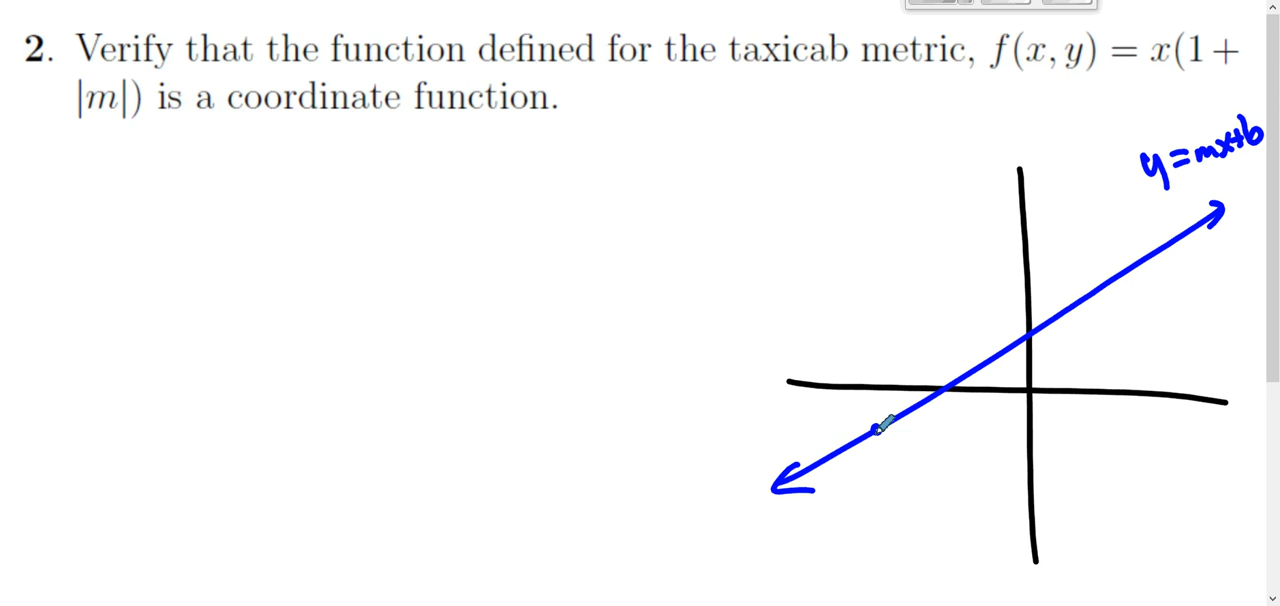 2. Verify that the function defined for the taxicab metric, f(x, y) = x(1 +
|m|) is a coordinate function.
y = mx+b